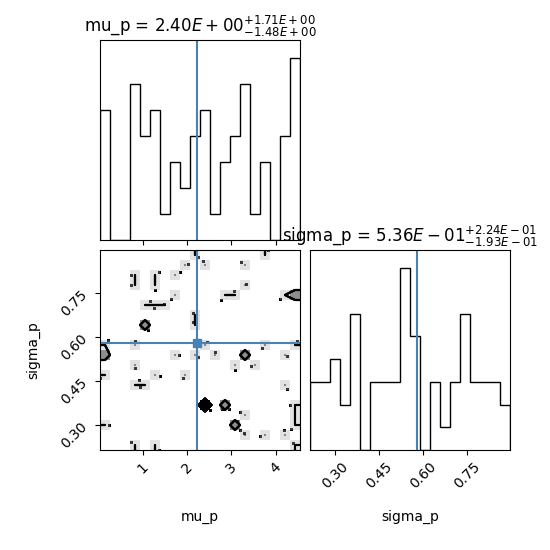 mu_p = 2.40E + 00+1.71E+00 −1.48E+00
sigma_p = 5.36E − 01+2.24E−01 −1.93E−01
sigma_p
0.75
0.60
0.45
0.30
1 2 3 4
0.30 0.45 0.60 0.75
mu_p
sigma_p